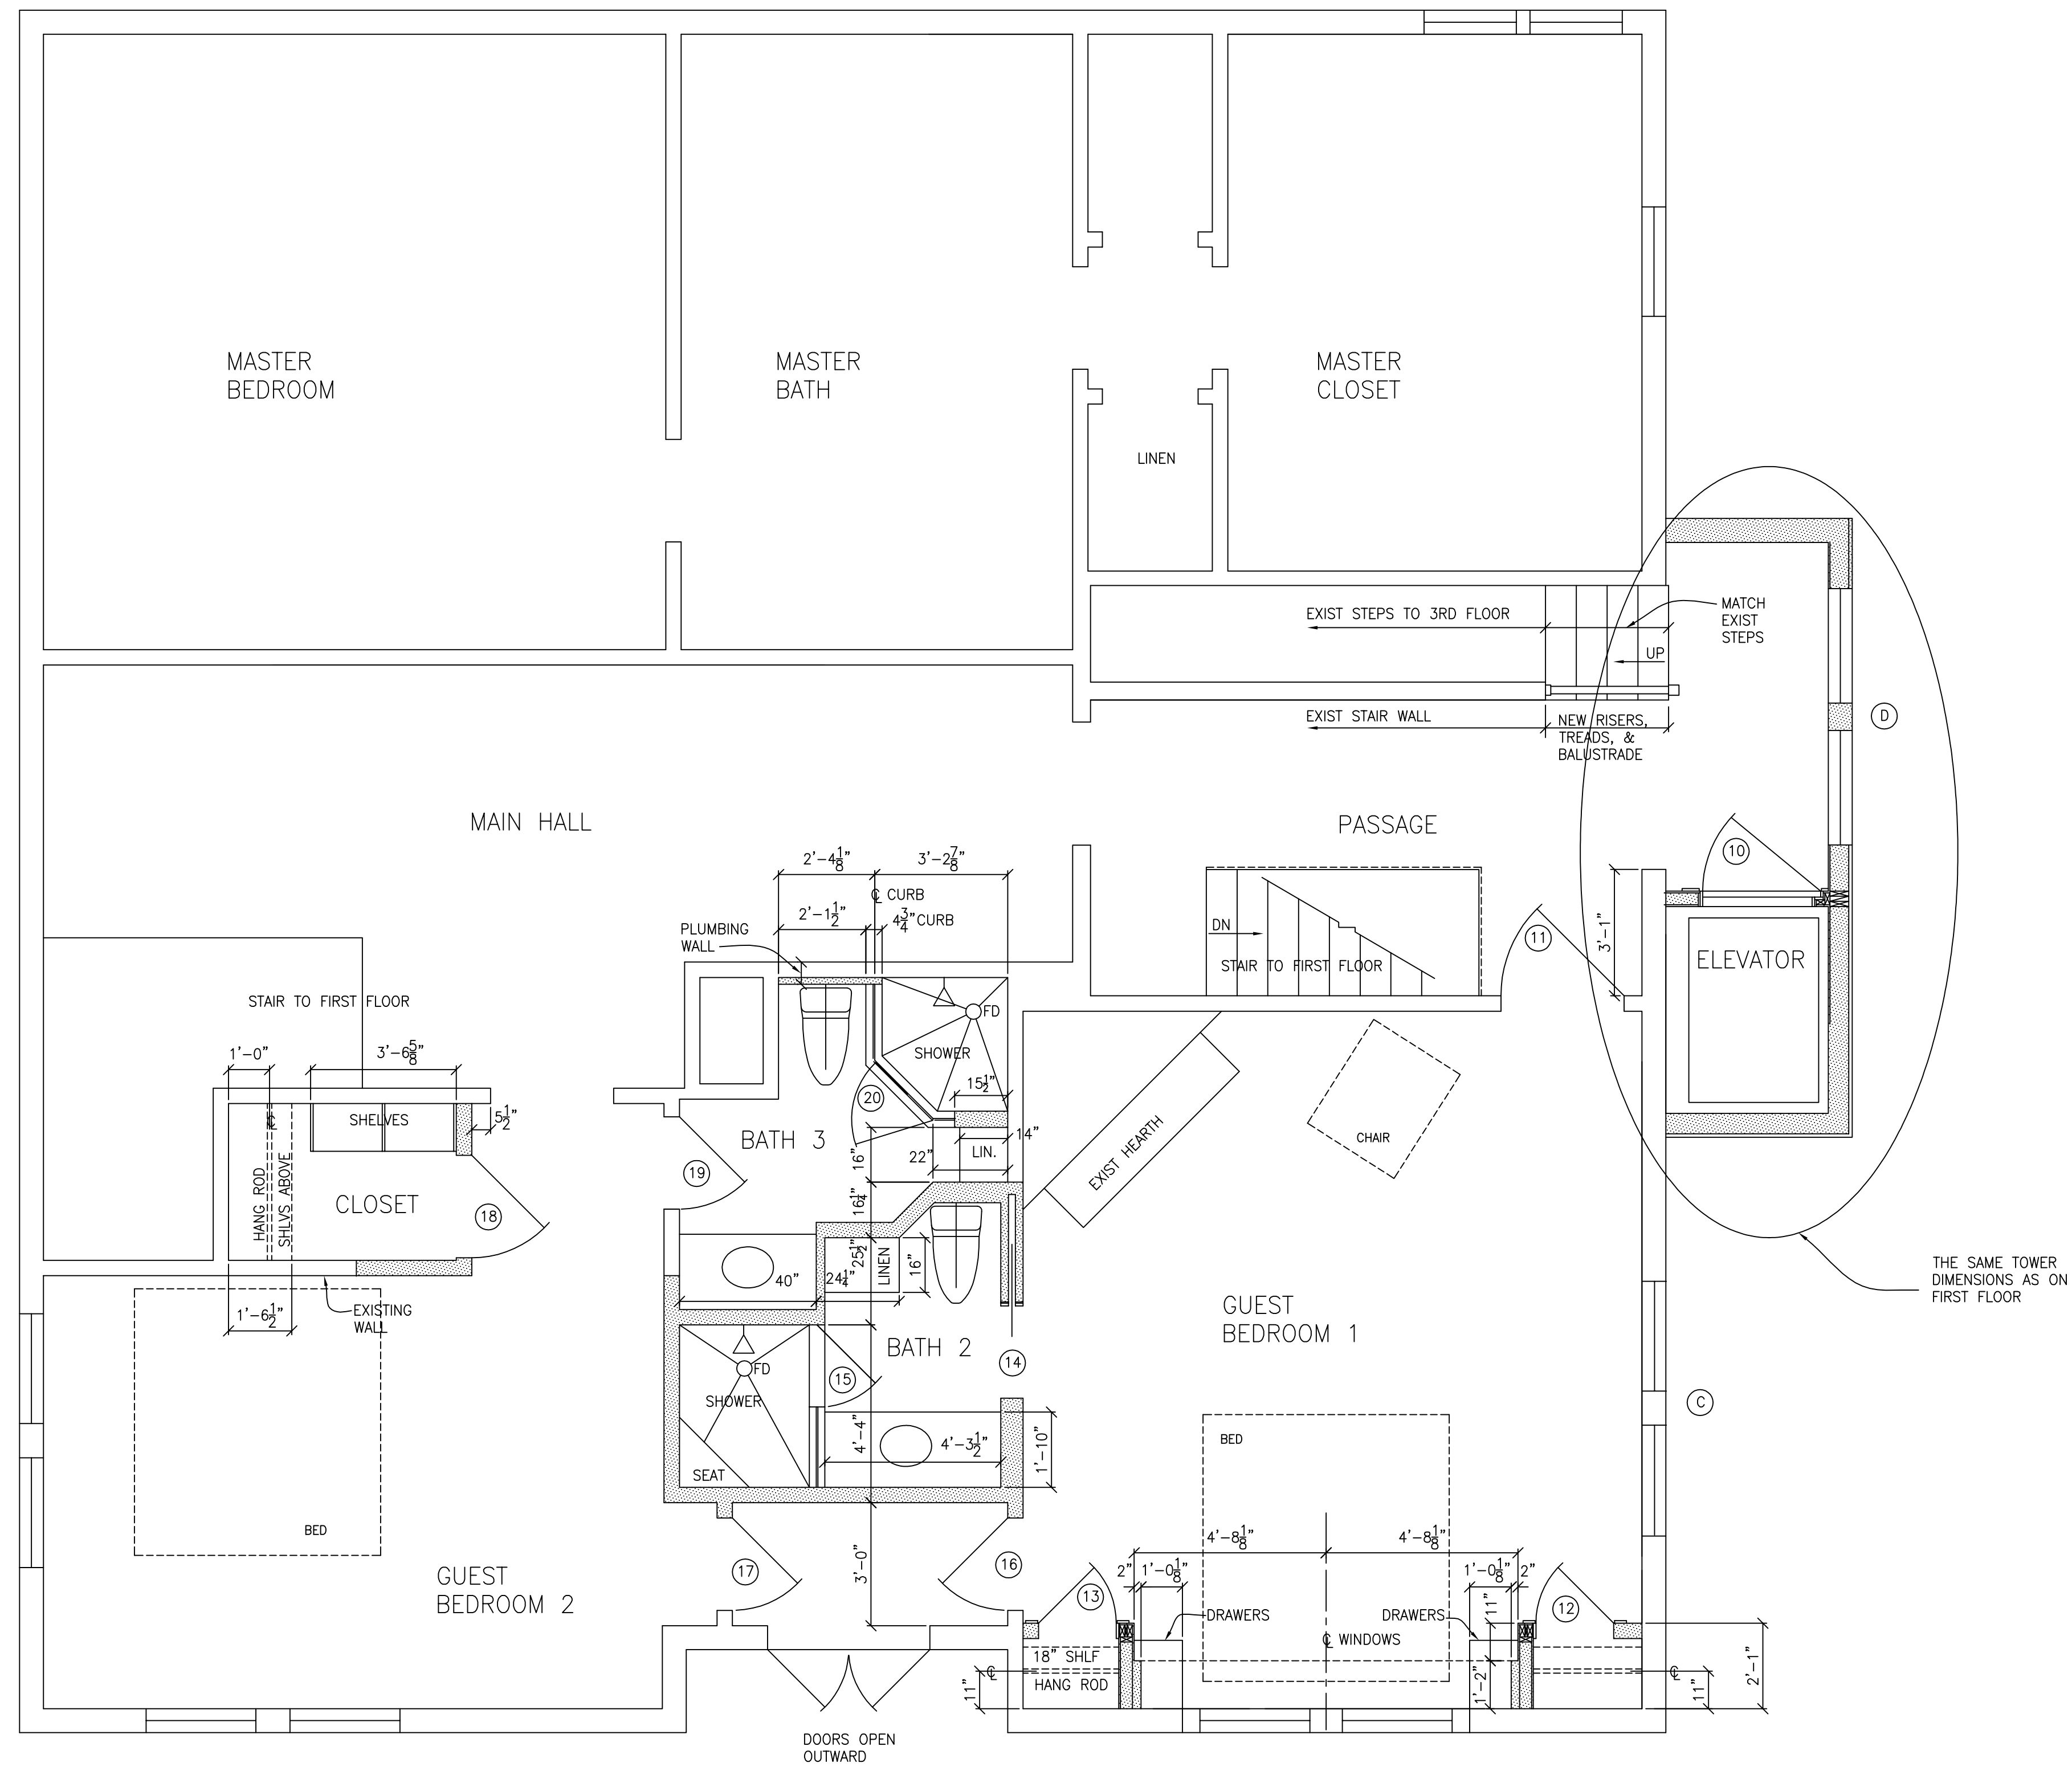 MASTER
BEDROOM
MASTER
BATH
MASTER
CLOSET
LINEN
EXIST STEPS TO 3RD FLOOR
MATCH
EXIST
STEPS
UP
EXIST STAIR WALL
NEW RISERS,
TREADS, &
BALUSTRADE
D
MAIN HALL
PASSAGE
10
2'-4 1/8"
3'-2 7/8"
℄ CURB
2'-1 1/2"
4 3/4" CURB
PLUMBING
WALL
DN
STAIR TO FIRST FLOOR
11
3'-1"
ELEVATOR
STAIR TO FIRST FLOOR
FD
SHOWER
1'-0"
3'-6 5/8"
15 1/2"
20
SHELVES
℄
5 1/2"
BATH 3
14"
LIN.
22"
16"
CHAIR
EXIST HEARTH
19
HANG ROD
SHLVS ABOVE
CLOSET
18
16 1/4"
25 1/2"
LINEN
16"
40"
24 1/4"
THE SAME TOWER
DIMENSIONS AS ON
FIRST FLOOR
1'-6 1/2"
EXISTING
WALL
GUEST
BEDROOM 1
BATH 2
14
FD
15
SHOWER
C
4'-4"
4'-3 1/2"
1'-10"
BED
SEAT
BED
GUEST
BEDROOM 2
17
3'-0"
16
4'-8 1/8"
4'-8 1/8"
2"
1'-0 1/8"
1'-0 1/8"
2"
13
DRAWERS
DRAWERS
11"
12
℄ WINDOWS
18" SHLF
℄
HANG ROD
11"
1'-2"
℄
11"
2'-1"
DOORS OPEN
OUTWARD